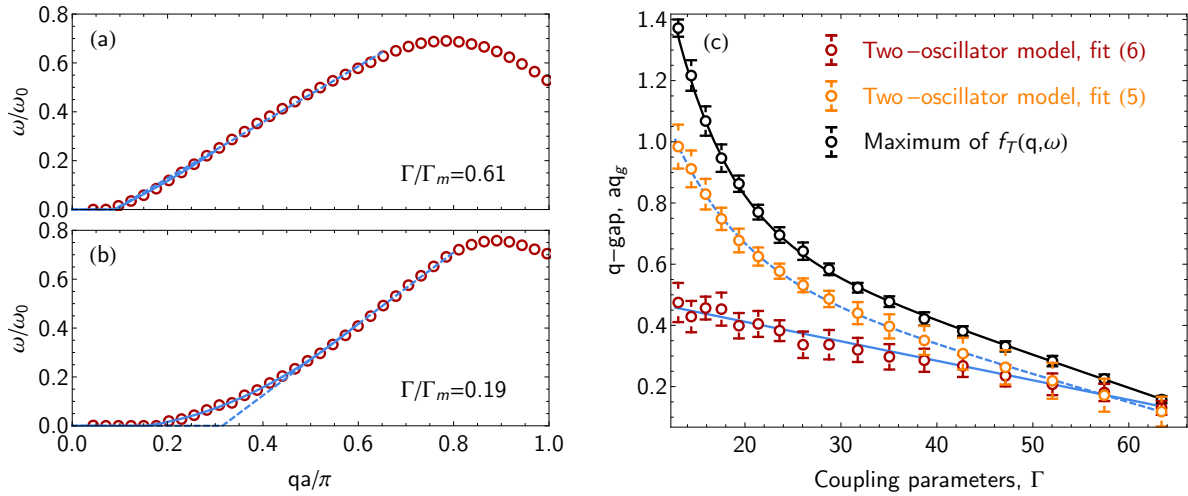 (a)
ω/ω0
0.8
0.6
0.4
0.2
0.0
Γ/Γm=0.61
(b)
ω/ω0
0.8
0.6
0.4
0.2
0.0
Γ/Γm=0.19
0.0 0.2 0.4 0.6 0.8 1.0
qa/π
(c)
q−gap, aqg
1.4
1.2
1.0
0.8
0.6
0.4
0.2
Two−oscillator model, fit (6)
Two−oscillator model, fit (5)
Maximum of fT(q,ω)
20 30 40 50 60
Coupling parameters, Γ